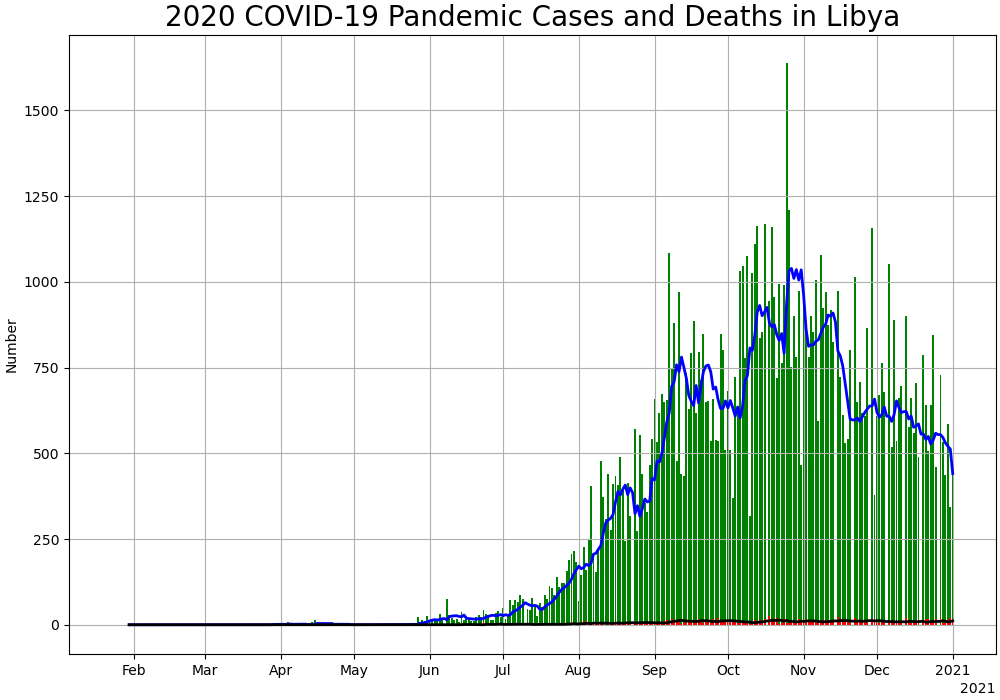 2020 COVID-19 Pandemic Cases and Deaths in Libya
Number
1500
1250
1000
750
500
250
0
Feb Mar Apr May Jun Jul Aug Sep Oct Nov Dec 2021
2021